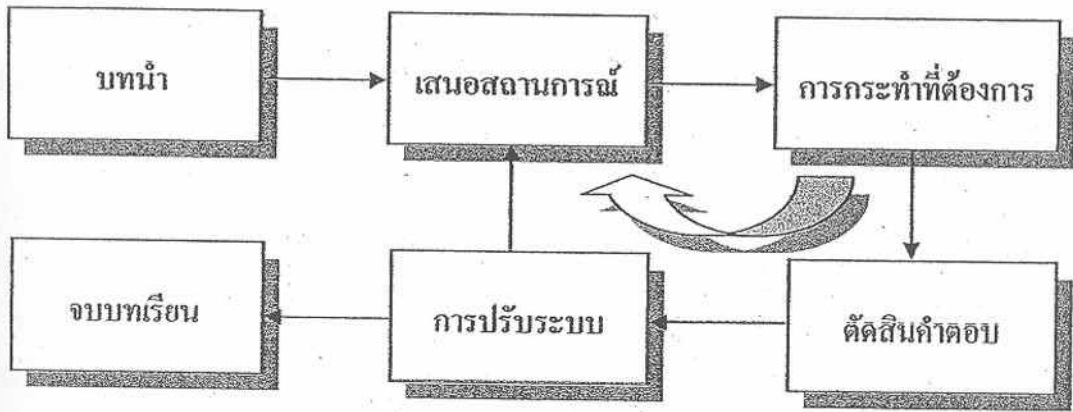 บทนำ
เสนอสถานการณ์
การกระทำที่ต้องการ
จบบทเรียน
การปรับระบบ
ตัดสินคำตอบ